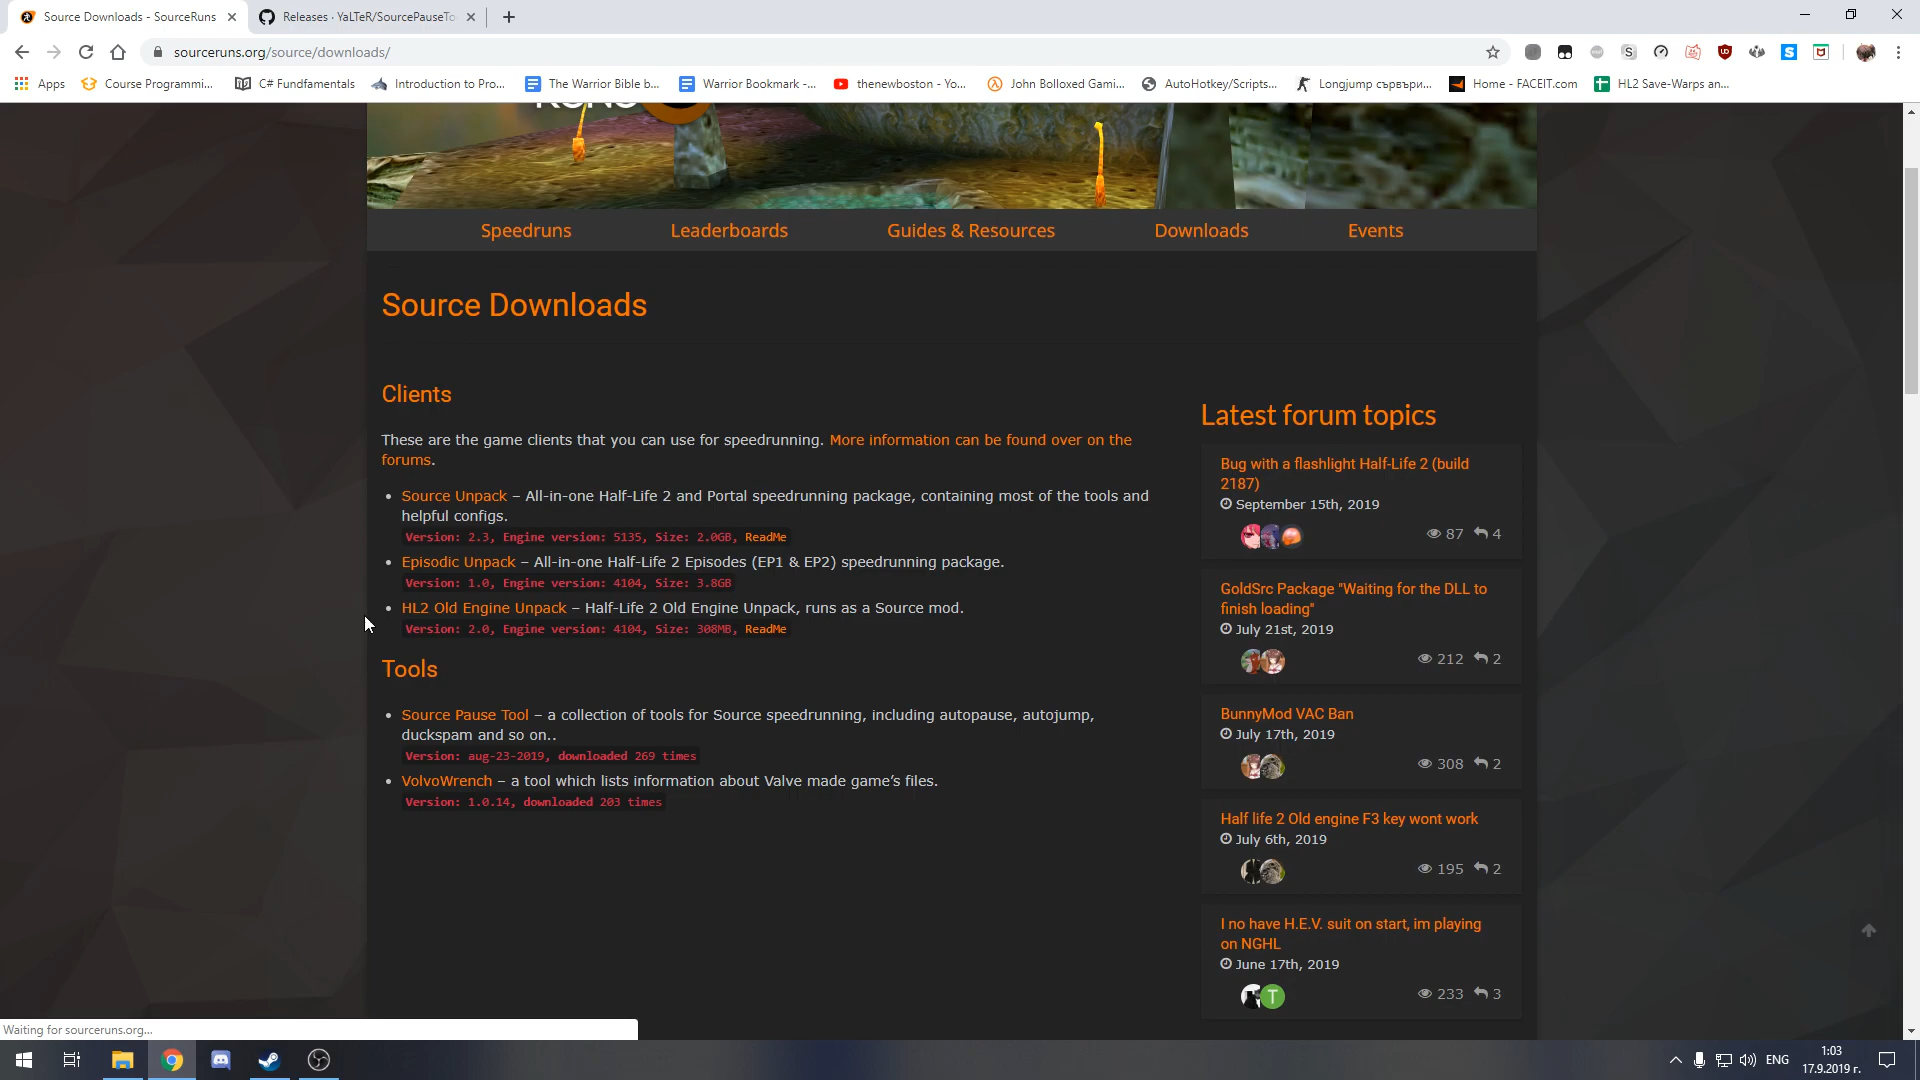 Source Downloads - SourceRuns
Releases · YaLTeR/SourcePauseTo
sourceruns.org/source/downloads/
Apps
Course Programmi...
C# Fundfamentals
Introduction to Pro...
The Warrior Bible b...
Warrior Bookmark -...
thenewboston - Yo...
John Bolloxed Gami...
AutoHotkey/Scripts...
Longjump сървъри...
Home - FACEIT.com
HL2 Save-Warps an...
RUNS
Speedruns
Leaderboards
Guides & Resources
Downloads
Events
Source Downloads
Clients
These are the game clients that you can use for speedrunning. More information can be found over on the
forums.
• Source Unpack – All-in-one Half-Life 2 and Portal speedrunning package, containing most of the tools and
helpful configs.
Version: 2.3, Engine version: 5135, Size: 2.0GB, ReadMe
• Episodic Unpack – All-in-one Half-Life 2 Episodes (EP1 & EP2) speedrunning package.
Version: 1.0, Engine version: 4104, Size: 3.8GB
• HL2 Old Engine Unpack – Half-Life 2 Old Engine Unpack, runs as a Source mod.
Version: 2.0, Engine version: 4104, Size: 308MB, ReadMe
Tools
• Source Pause Tool – a collection of tools for Source speedrunning, including autopause, autojump,
duckspam and so on..
Version: aug-23-2019, downloaded 269 times
• VolvoWrench – a tool which lists information about Valve made game's files.
Version: 1.0.14, downloaded 203 times
Latest forum topics
Bug with a flashlight Half-Life 2 (build
2187)
September 15th, 2019
87 4
GoldSrc Package "Waiting for the DLL to
finish loading"
July 21st, 2019
212 2
BunnyMod VAC Ban
July 17th, 2019
308 2
Half life 2 Old engine F3 key wont work
July 6th, 2019
195 2
I no have H.E.V. suit on start, im playing
on NGHL
June 17th, 2019
T
233 3
Waiting for sourceruns.org...
ENG
1:03
17.9.2019 г.